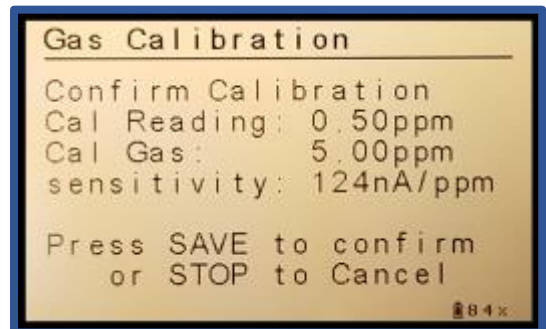 Gas Calibration
Confirm Calibration
Cal Reading: 0.50ppm
Cal Gas: 5.00ppm
sensitivity: 124nA/ppm
Press SAVE to confirm
or STOP to Cancel
84%